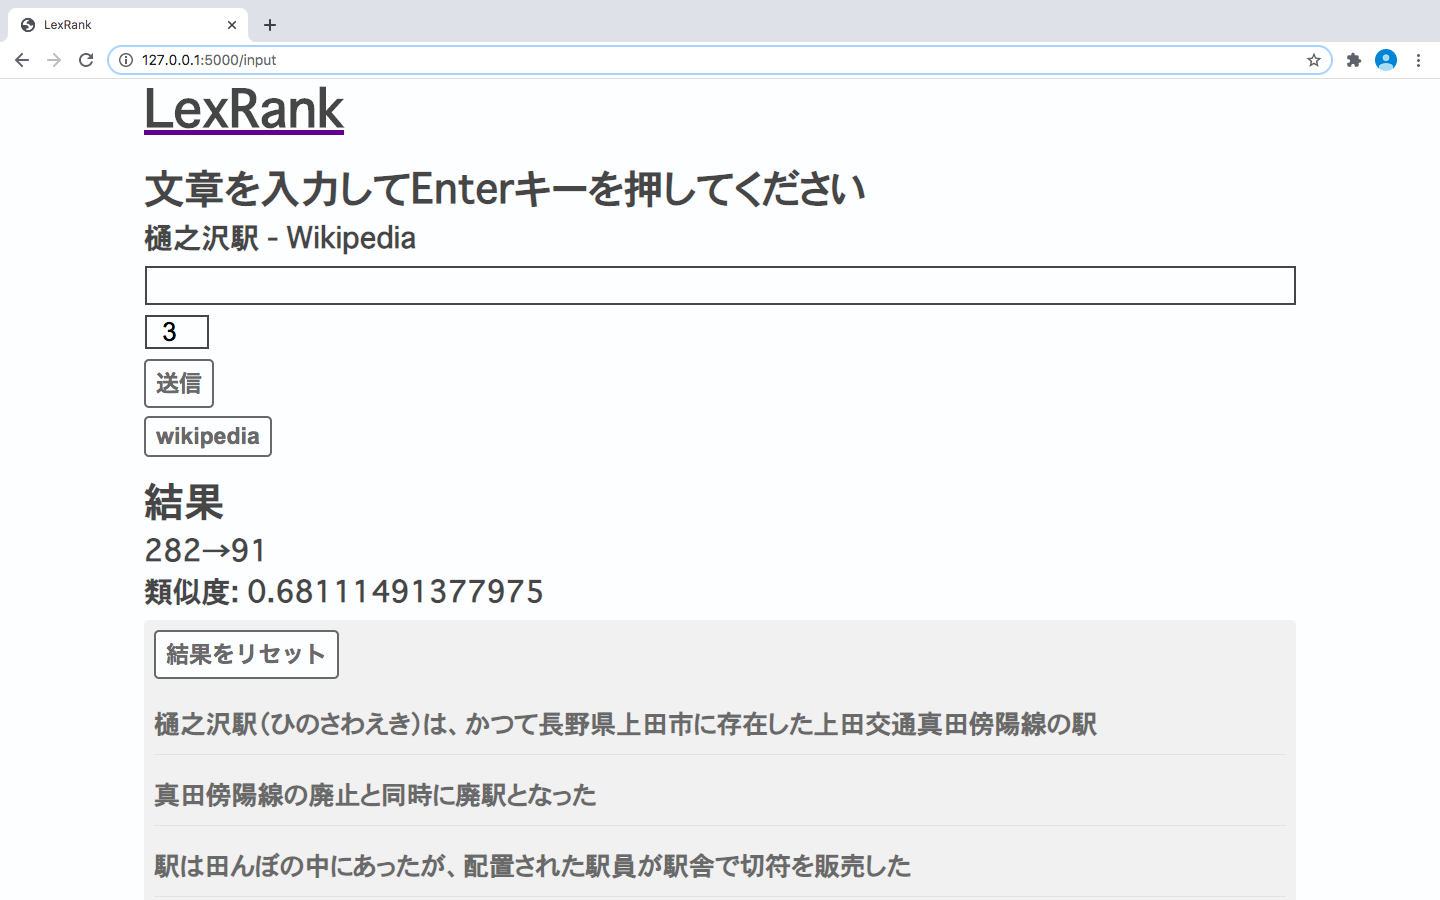 LexRank
127.0.0.1:5000/input
LexRank
文章を入力してEnterキーを押してください
樋之沢駅 - Wikipedia
3
送信
wikipedia
結果
282→91
類似度: 0.68111491377975
結果をリセット
樋之沢駅（ひのさわえき）は、かつて長野県上田市に存在した上田交通真田傍陽線の駅
真田傍陽線の廃止と同時に廃駅となった
駅は田んぼの中にあったが、配置された駅員が駅舎で切符を販売した